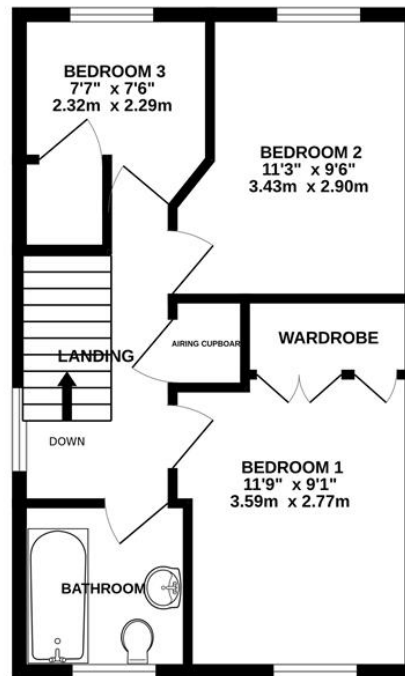 BEDROOM 3
7'7" x 7'6"
2.32m x 2.29m
BEDROOM 2
11'3" x 9'6"
3.43m x 2.90m
AIRING CUPBOAR
WARDROBE
LANDING
DOWN
BEDROOM 1
11'9" x 9'1"
3.59m x 2.77m
BATHROOM